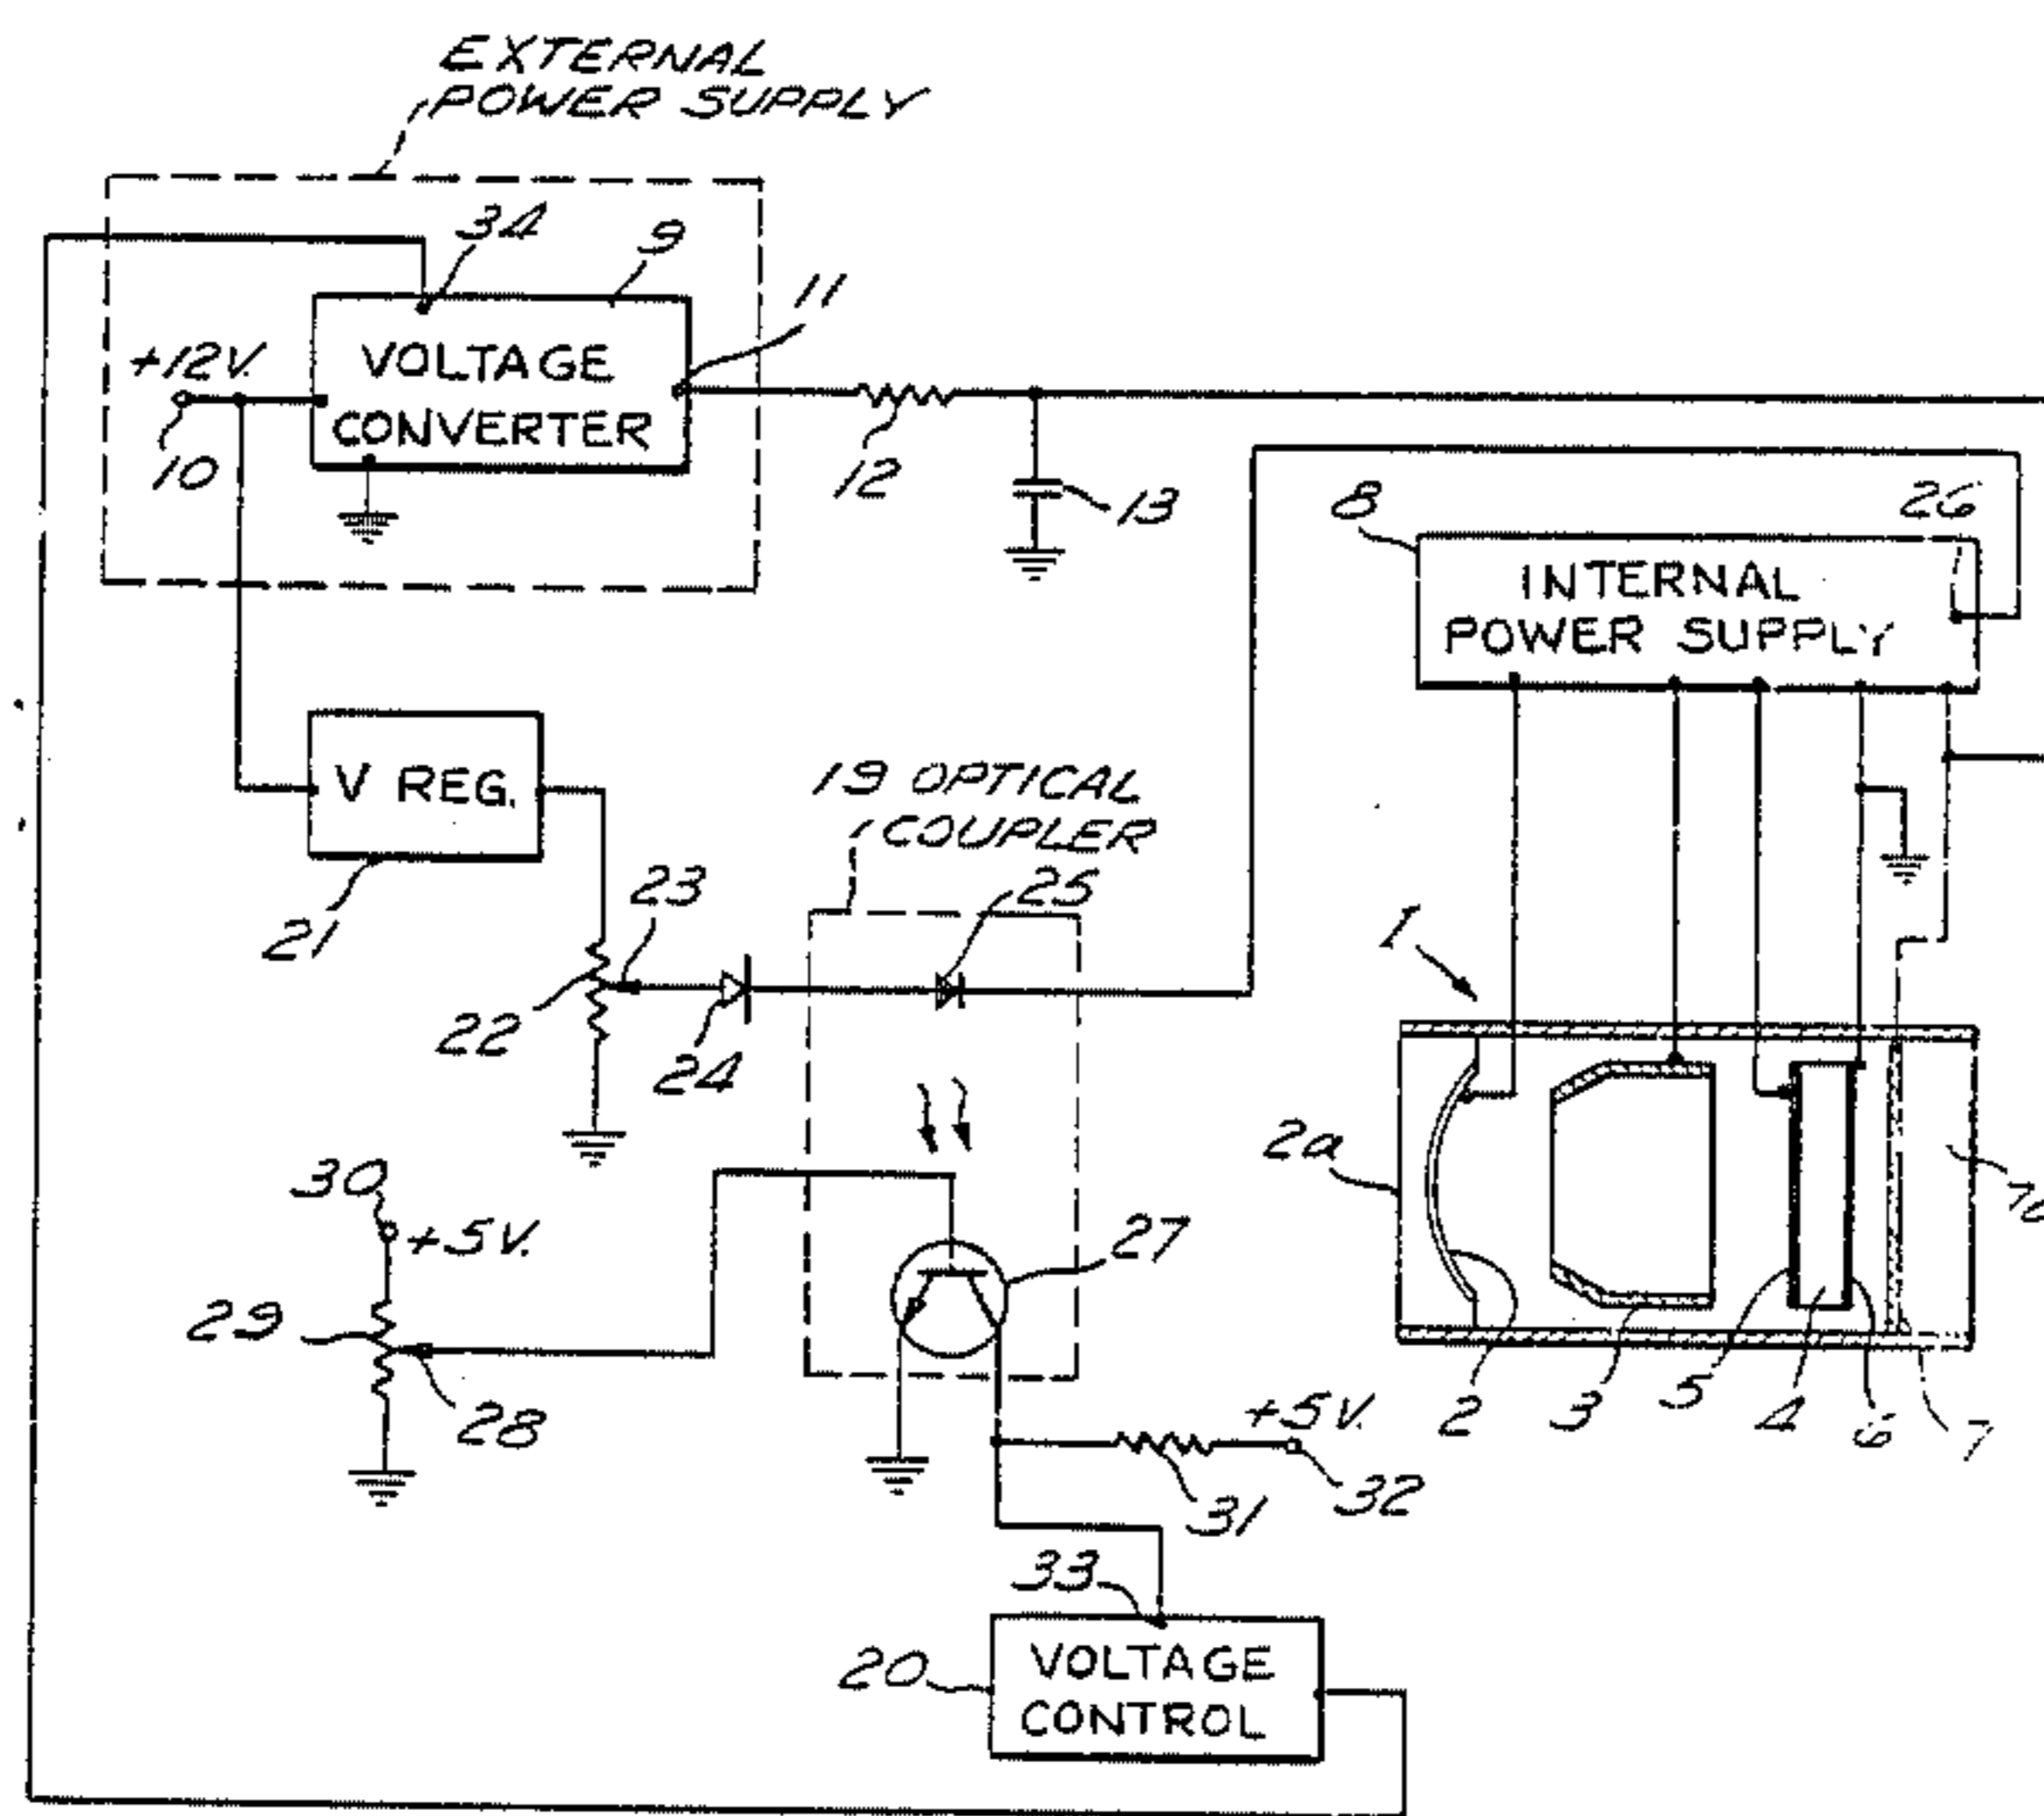 EXTERNAL
POWER SUPPLY
34
9
11
+12V.
VOLTAGE
CONVERTER
10
12
13
8
26
INTERNAL
POWER SUPPLY
V REG.
21
19 OPTICAL
COUPLER
23
25
22
24
1
2a
30
+5V.
27
29
28
2
3
5
4
6
7
+5V.
31
32
33
20
VOLTAGE
CONTROL